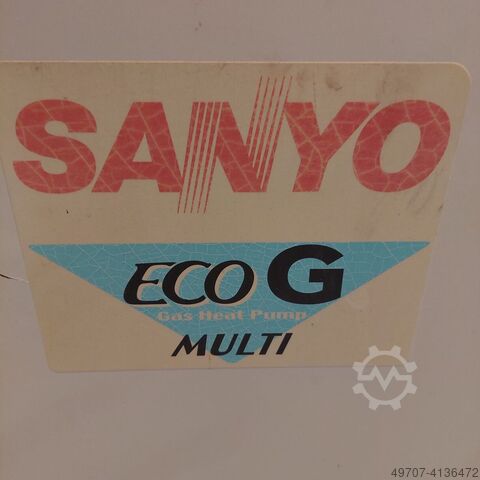 SANYO
ECO G
Gas Heat Pump
MULTI
49707-4136472